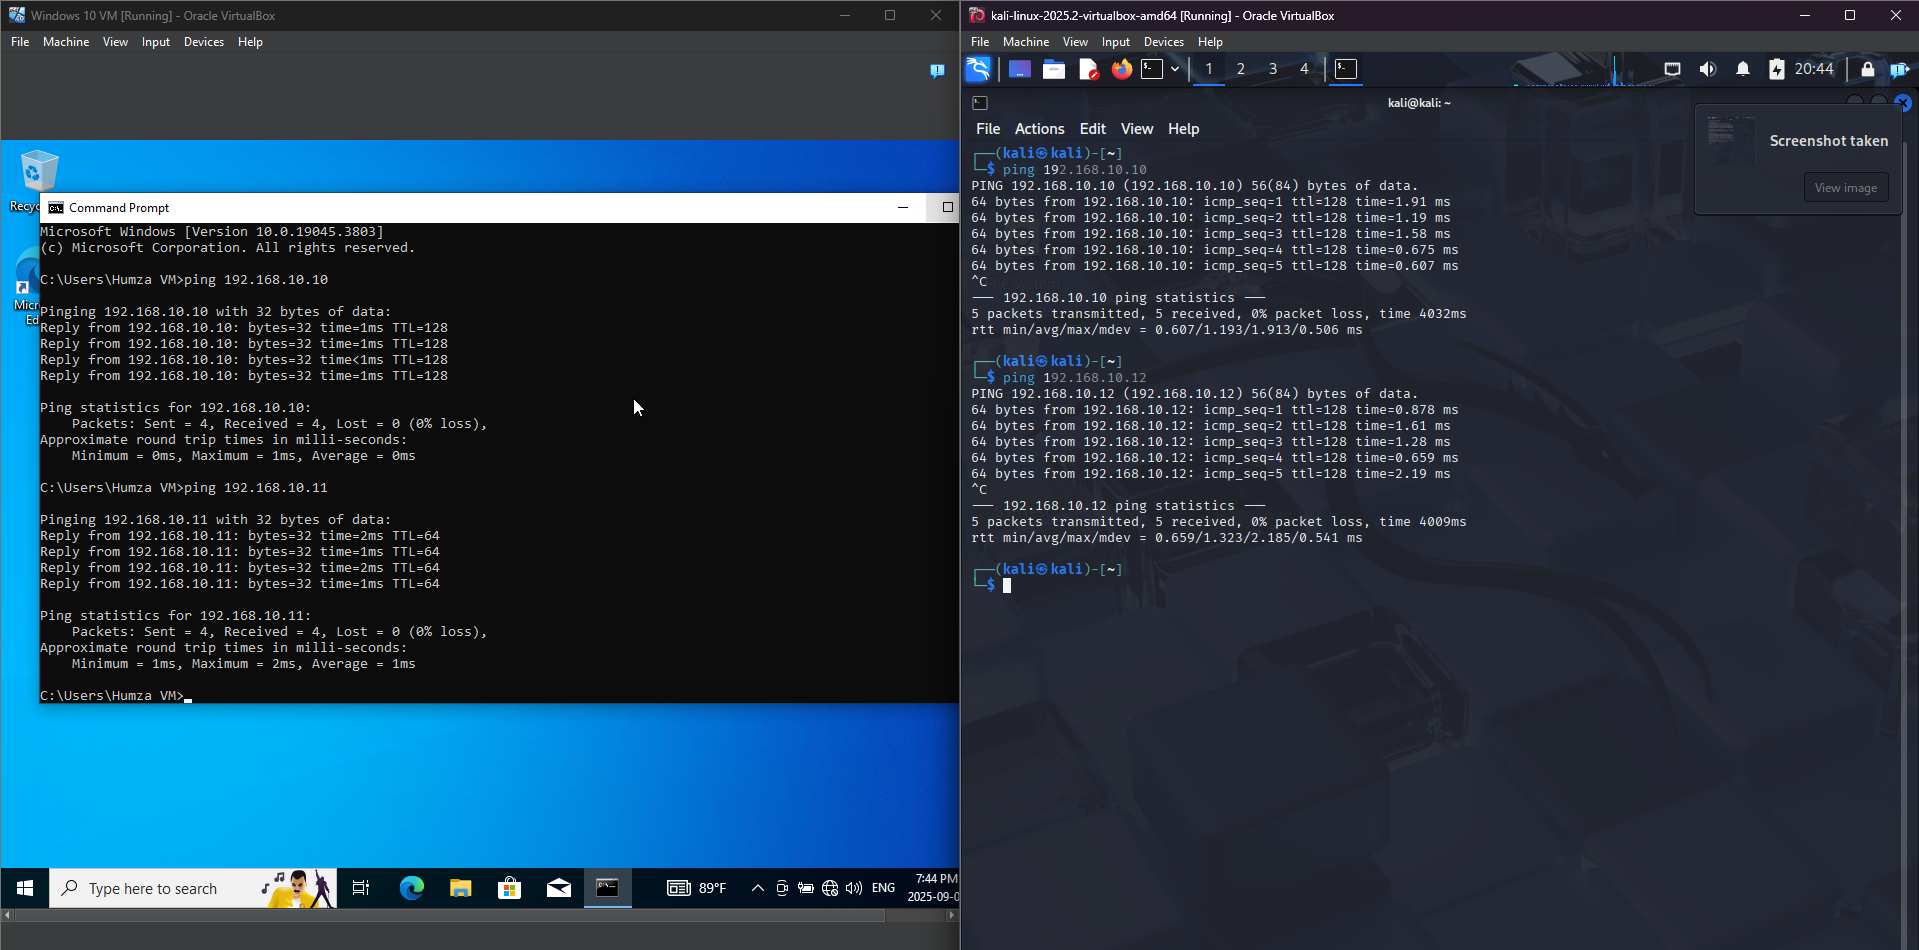 Windows 10 VM [Running] - Oracle VirtualBox
File Machine View Input Devices Help
Recyc
Command Prompt
Micr
Ed
Microsoft Windows [Version 10.0.19045.3803]
(c) Microsoft Corporation. All rights reserved.
C:\Users\Humza VM>ping 192.168.10.10
Pinging 192.168.10.10 with 32 bytes of data:
Reply from 192.168.10.10: bytes=32 time=1ms TTL=128
Reply from 192.168.10.10: bytes=32 time=1ms TTL=128
Reply from 192.168.10.10: bytes=32 time<1ms TTL=128
Reply from 192.168.10.10: bytes=32 time=1ms TTL=128
Ping statistics for 192.168.10.10:
Packets: Sent = 4, Received = 4, Lost = 0 (0% loss),
Approximate round trip times in milli-seconds:
Minimum = 0ms, Maximum = 1ms, Average = 0ms
C:\Users\Humza VM>ping 192.168.10.11
Pinging 192.168.10.11 with 32 bytes of data:
Reply from 192.168.10.11: bytes=32 time=2ms TTL=64
Reply from 192.168.10.11: bytes=32 time=1ms TTL=64
Reply from 192.168.10.11: bytes=32 time=2ms TTL=64
Reply from 192.168.10.11: bytes=32 time=1ms TTL=64
Ping statistics for 192.168.10.11:
Packets: Sent = 4, Received = 4, Lost = 0 (0% loss),
Approximate round trip times in milli-seconds:
Minimum = 1ms, Maximum = 2ms, Average = 1ms
C:\Users\Humza VM>
Type here to search
89°F
ENG
7:44 PM
2025-09-0
kali-linux-2025.2-virtualbox-amd64 [Running] - Oracle VirtualBox
File Machine View Input Devices Help
1 2 3 4
20:44
kali@kali: ~
File Actions Edit View Help
Screenshot taken
View image
┌──(kali㉿kali)-[~]
└─$ ping 192.168.10.10
PING 192.168.10.10 (192.168.10.10) 56(84) bytes of data.
64 bytes from 192.168.10.10: icmp_seq=1 ttl=128 time=1.91 ms
64 bytes from 192.168.10.10: icmp_seq=2 ttl=128 time=1.19 ms
64 bytes from 192.168.10.10: icmp_seq=3 ttl=128 time=1.58 ms
64 bytes from 192.168.10.10: icmp_seq=4 ttl=128 time=0.675 ms
64 bytes from 192.168.10.10: icmp_seq=5 ttl=128 time=0.607 ms
^C
--- 192.168.10.10 ping statistics ---
5 packets transmitted, 5 received, 0% packet loss, time 4032ms
rtt min/avg/max/mdev = 0.607/1.193/1.913/0.506 ms
┌──(kali㉿kali)-[~]
└─$ ping 192.168.10.12
PING 192.168.10.12 (192.168.10.12) 56(84) bytes of data.
64 bytes from 192.168.10.12: icmp_seq=1 ttl=128 time=0.878 ms
64 bytes from 192.168.10.12: icmp_seq=2 ttl=128 time=1.61 ms
64 bytes from 192.168.10.12: icmp_seq=3 ttl=128 time=1.28 ms
64 bytes from 192.168.10.12: icmp_seq=4 ttl=128 time=0.659 ms
64 bytes from 192.168.10.12: icmp_seq=5 ttl=128 time=2.19 ms
^C
--- 192.168.10.12 ping statistics ---
5 packets transmitted, 5 received, 0% packet loss, time 4009ms
rtt min/avg/max/mdev = 0.659/1.323/2.185/0.541 ms
┌──(kali㉿kali)-[~]
└─$